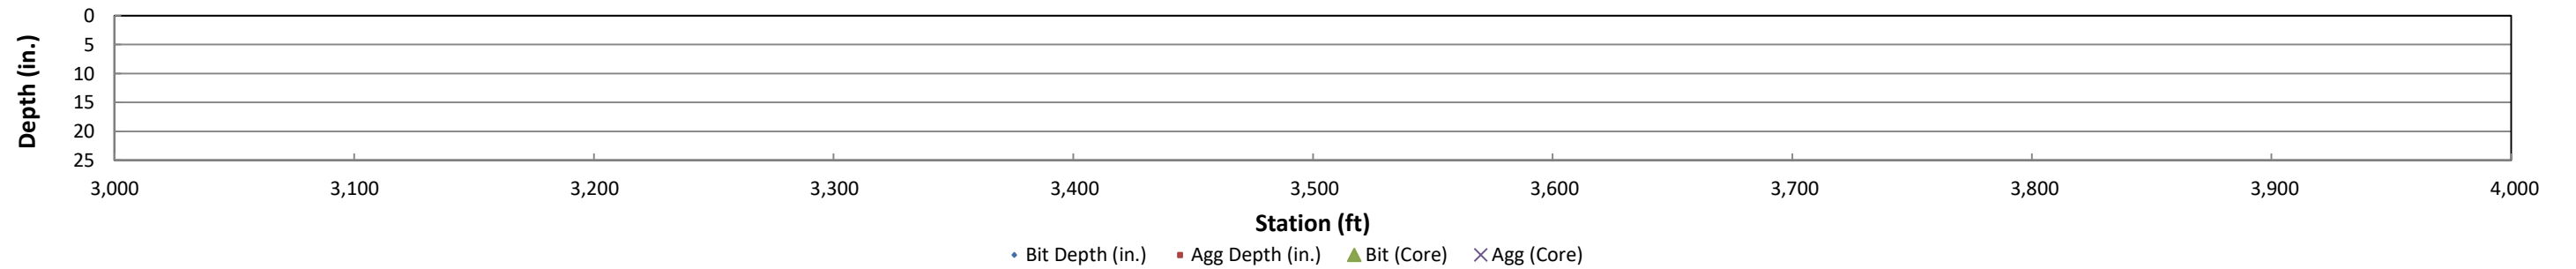 Depth (in.)
0
5
10
15
20
25
3,000 3,100 3,200 3,300 3,400 3,500 3,600 3,700 3,800 3,900 4,000
Station (ft)
Bit Depth (in.) Agg Depth (in.) Bit (Core) Agg (Core)